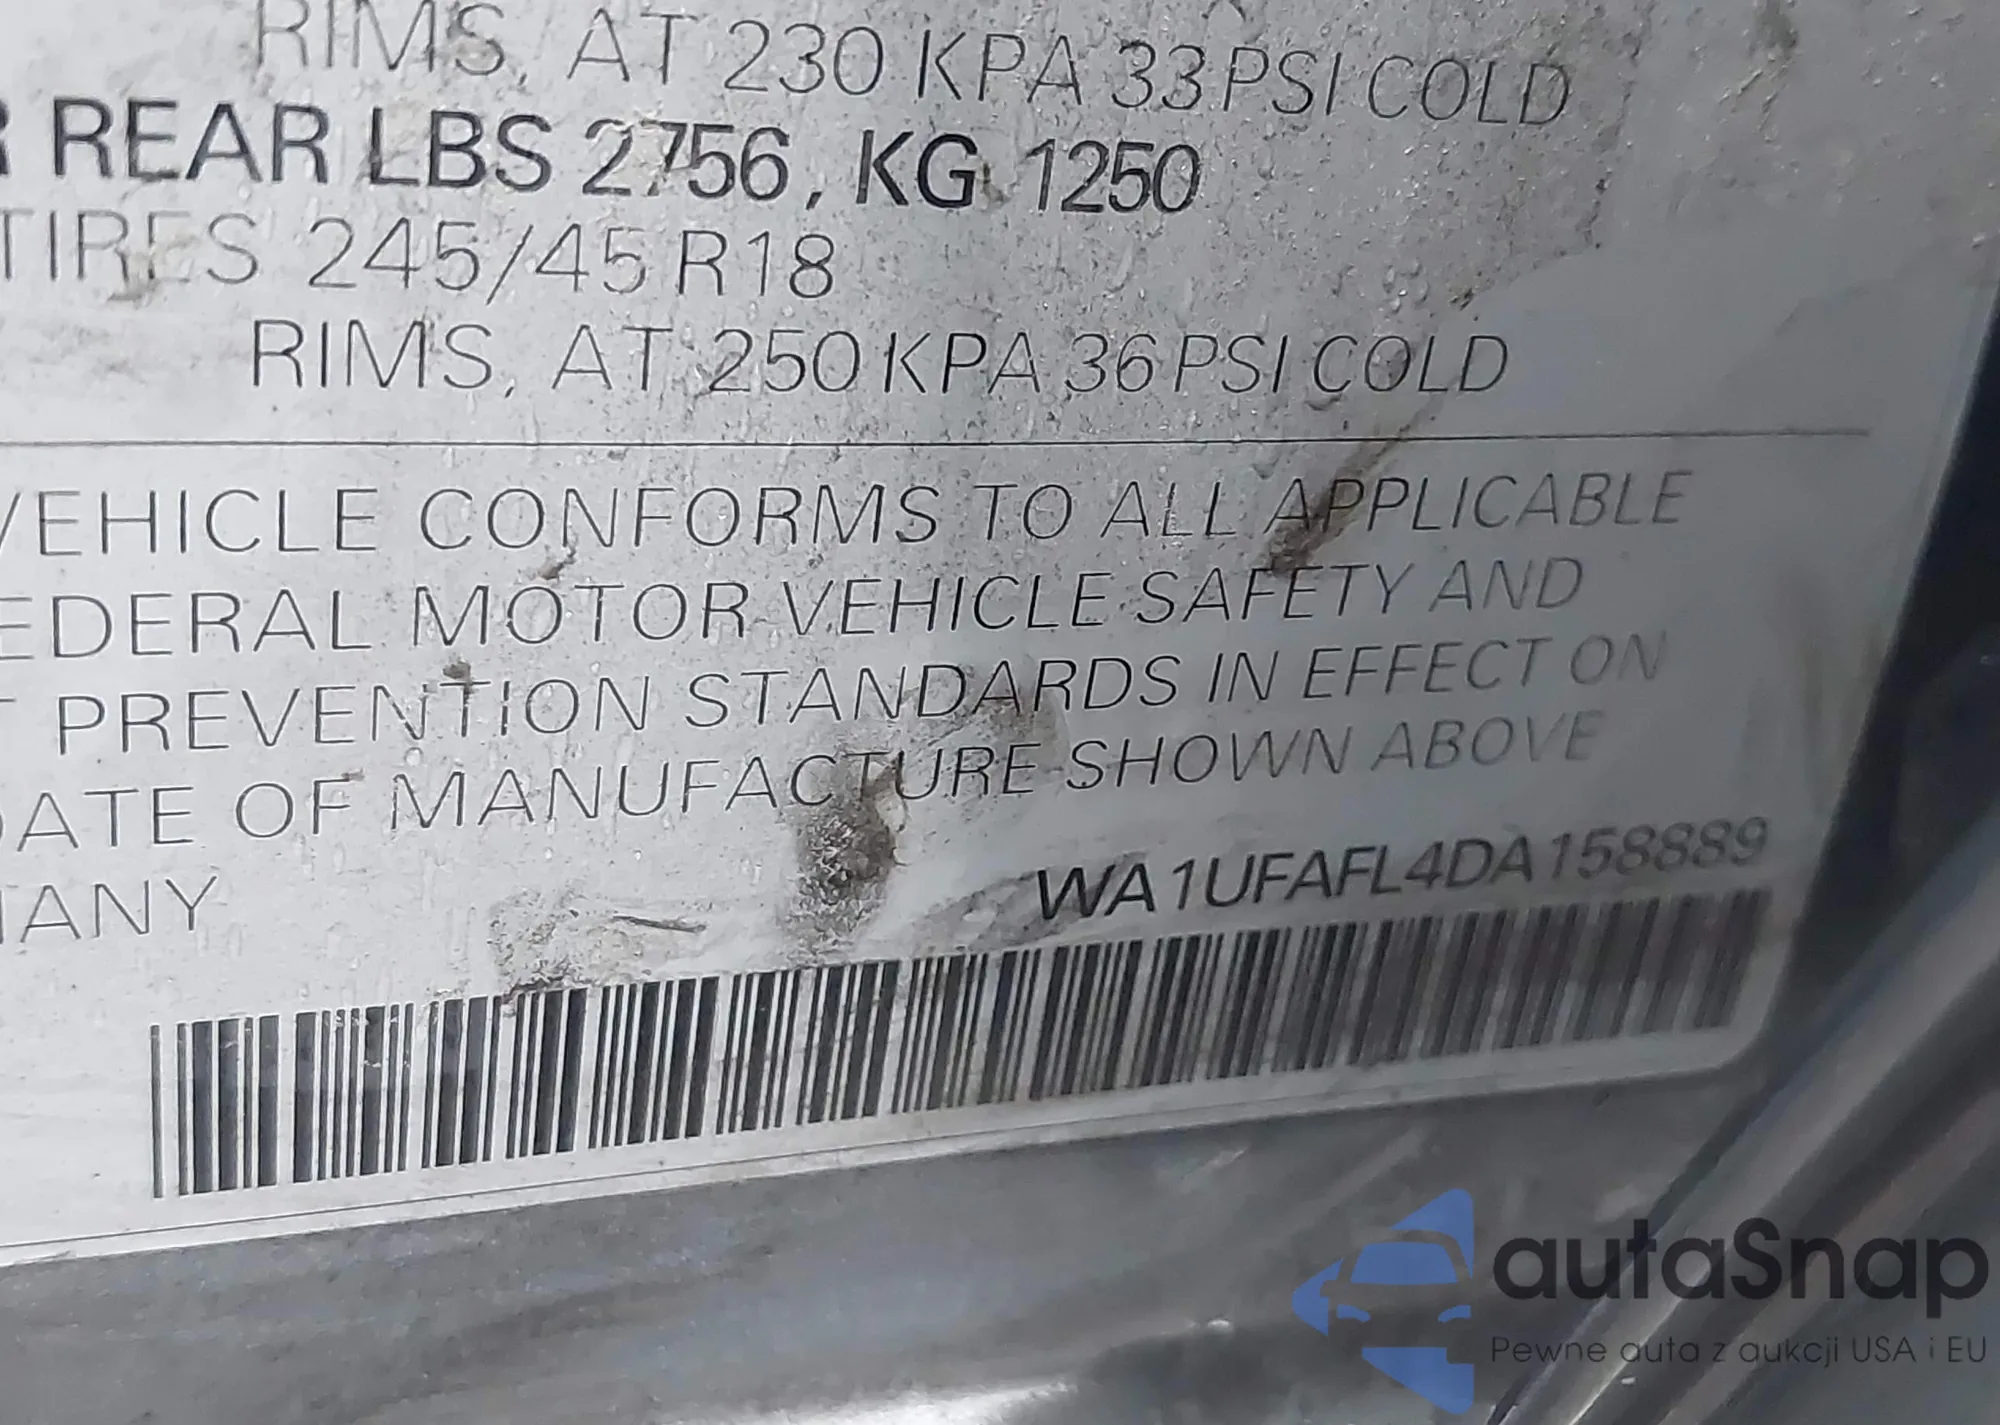 RIMS, AT 230 KPA 33 PSI COLD
REAR LBS 2756, KG 1250
TIRES 245/45 R18
RIMS, AT 250 KPA 36 PSI COLD
VEHICLE CONFORMS TO ALL APPLICABLE
EDERAL MOTOR VEHICLE SAFETY AND
T PREVENTION STANDARDS IN EFFECT ON
DATE OF MANUFACTURE SHOWN ABOVE
MANY
WA1UFAFL4DA158889
autaSnap
Pewne auta z aukcji USA i EU